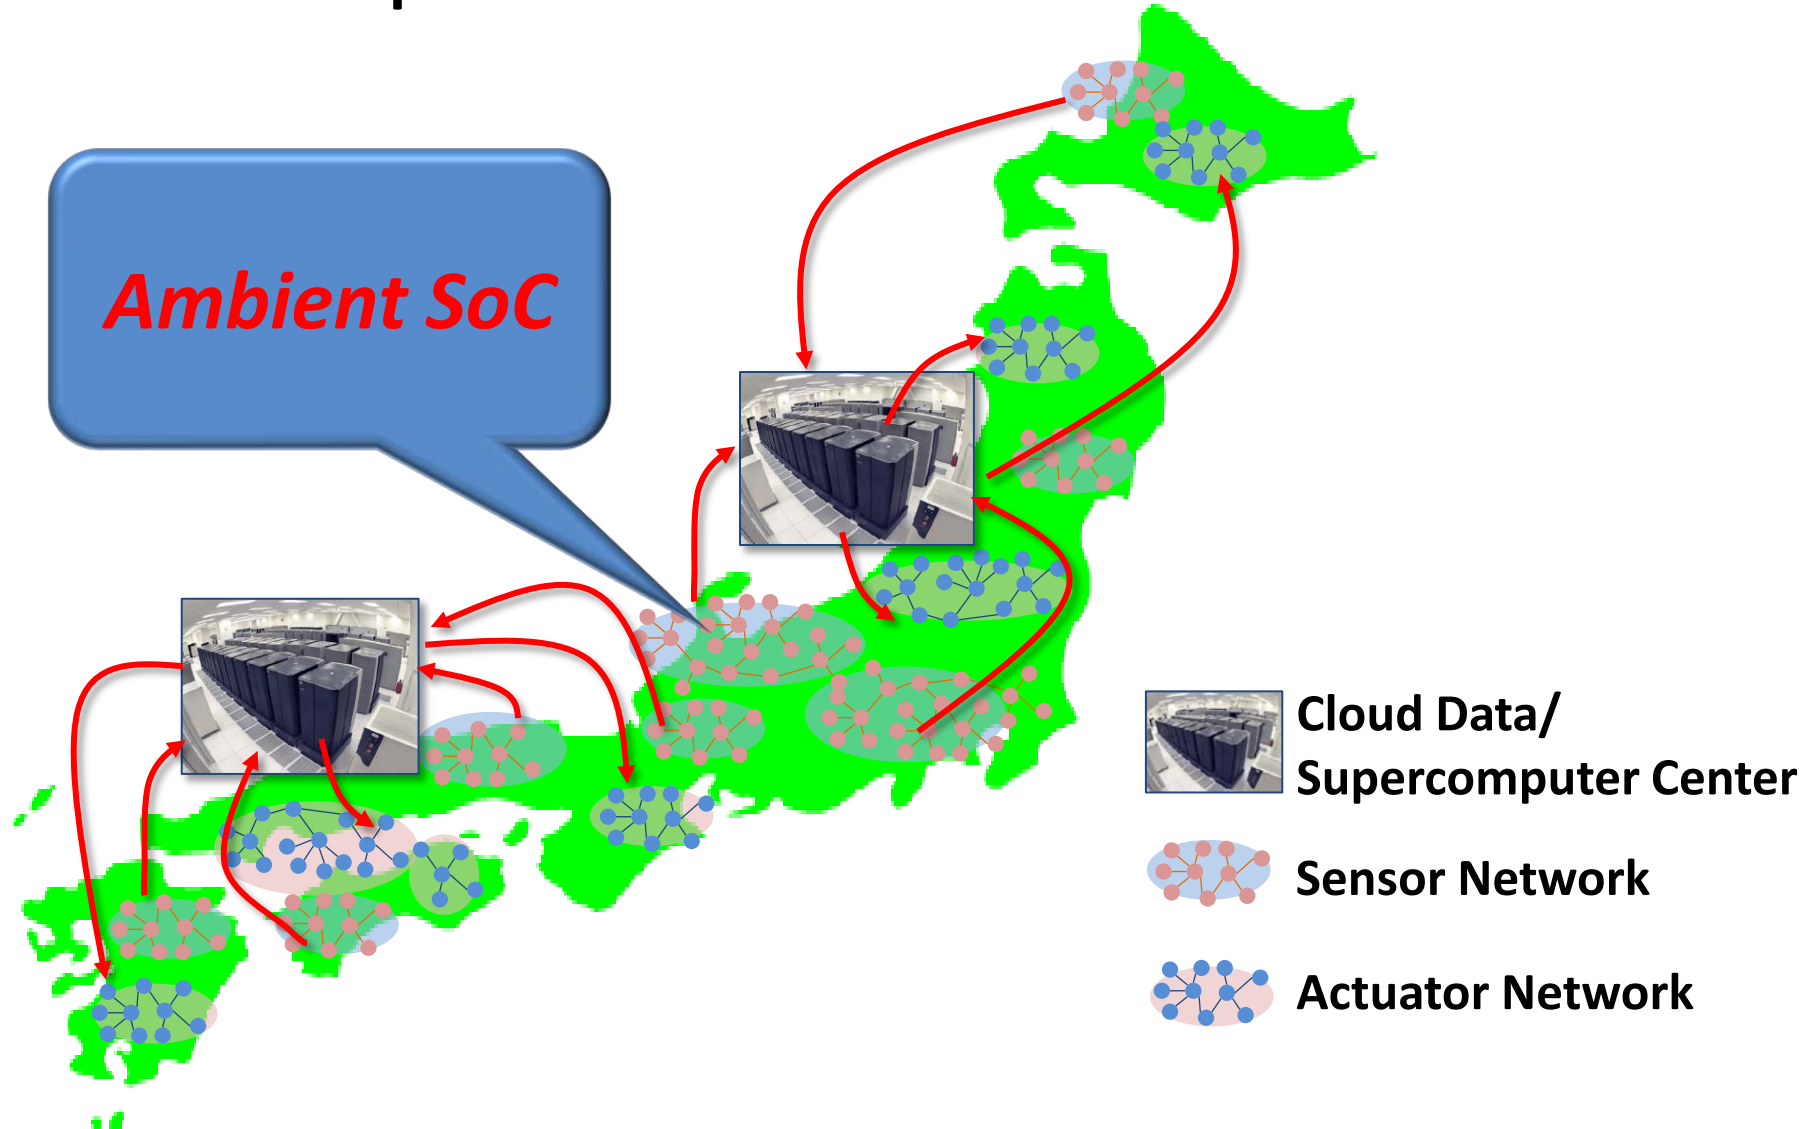 Ambient SoC
Cloud Data/
Supercomputer Center
Sensor Network
Actuator Network